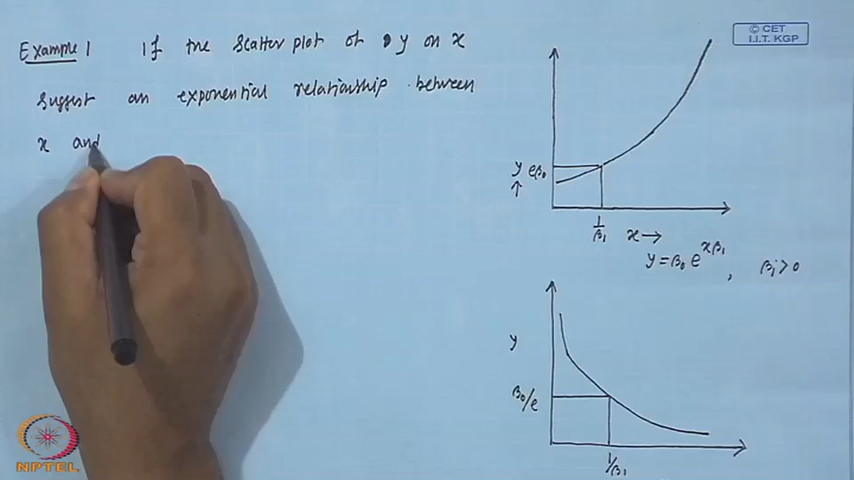 Example 1 If the scatter plot of y on x
suggest an exponential relationship between
x and
© CET
I.I.T. KGP
y eβ₀
↑
1/β₁ x →
y = β₀ e^{xβ₁}, β₁ > 0
y
β₀/e
1/β₁
NPTEL